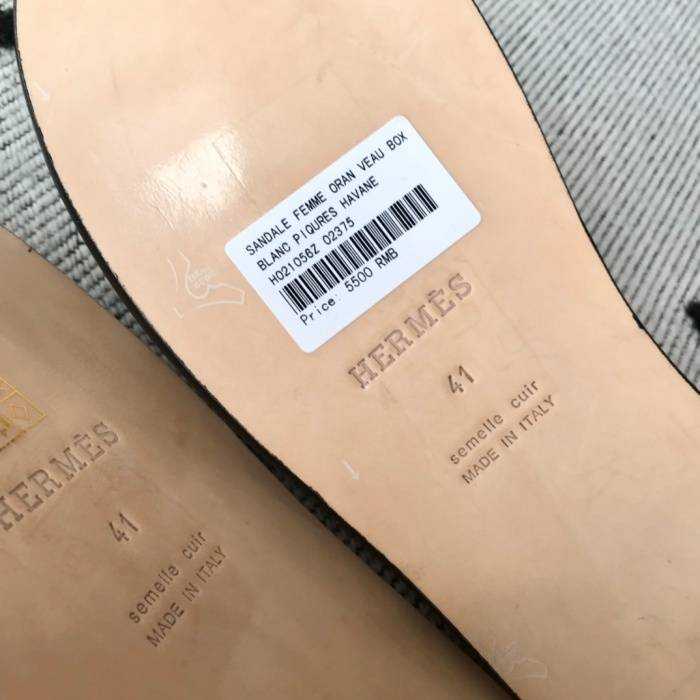 SANDALE FEMME ORAN VEAU BOX
BLANC PIQURES HAVANE
H021056Z 02375
Price: 5500 RMB
HERMÈS
41
semelle cuir
MADE IN ITALY
HERMÈS
41
semelle cuir
MADE IN ITALY